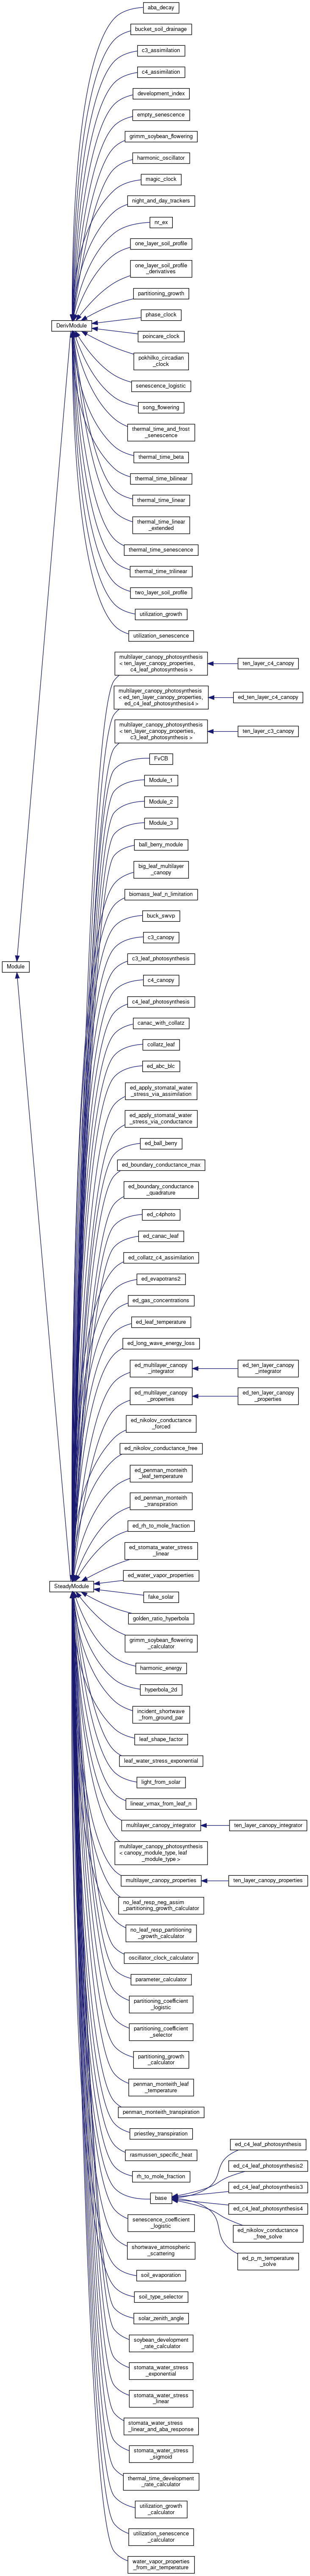 aba_decay
bucket_soil_drainage
c3_assimilation
c4_assimilation
development_index
empty_senescence
grimm_soybean_flowering
harmonic_oscillator
magic_clock
night_and_day_trackers
nr_ex
one_layer_soil_profile
one_layer_soil_profile
_derivatives
partitioning_growth
phase_clock
DerivModule
poincare_clock
pokhilko_circadian
_clock
senescence_logistic
song_flowering
thermal_time_and_frost
_senescence
thermal_time_beta
thermal_time_bilinear
thermal_time_linear
thermal_time_linear
_extended
thermal_time_senescence
thermal_time_trilinear
two_layer_soil_profile
utilization_growth
utilization_senescence
multilayer_canopy_photosynthesis
< ten_layer_canopy_properties,
c4_leaf_photosynthesis >
ten_layer_c4_canopy
multilayer_canopy_photosynthesis
< ed_ten_layer_canopy_properties,
ed_c4_leaf_photosynthesis4 >
ed_ten_layer_c4_canopy
multilayer_canopy_photosynthesis
< ten_layer_canopy_properties,
c3_leaf_photosynthesis >
ten_layer_c3_canopy
FvCB
Module_1
Module_2
Module_3
ball_berry_module
big_leaf_multilayer
_canopy
biomass_leaf_n_limitation
buck_swvp
c3_canopy
c3_leaf_photosynthesis
Module
c4_canopy
c4_leaf_photosynthesis
canac_with_collatz
collatz_leaf
ed_abc_blc
ed_apply_stomatal_water
_stress_via_assimilation
ed_apply_stomatal_water
_stress_via_conductance
ed_ball_berry
ed_boundary_conductance_max
ed_boundary_conductance
_quadrature
ed_c4photo
ed_canac_leaf
ed_collatz_c4_assimilation
ed_evapotrans2
ed_gas_concentrations
ed_leaf_temperature
ed_long_wave_energy_loss
ed_multilayer_canopy
_integrator
ed_ten_layer_canopy
_integrator
ed_multilayer_canopy
_properties
ed_ten_layer_canopy
_properties
ed_nikolov_conductance
_forced
ed_nikolov_conductance_free
ed_penman_monteith
_leaf_temperature
ed_penman_monteith
_transpiration
ed_rh_to_mole_fraction
ed_stomata_water_stress
_linear
ed_water_vapor_properties
SteadyModule
fake_solar
golden_ratio_hyperbola
grimm_soybean_flowering
_calculator
harmonic_energy
hyperbola_2d
incident_shortwave
_from_ground_par
leaf_shape_factor
leaf_water_stress_exponential
light_from_solar
linear_vmax_from_leaf_n
multilayer_canopy_integrator
ten_layer_canopy_integrator
multilayer_canopy_photosynthesis
< canopy_module_type, leaf
_module_type >
multilayer_canopy_properties
ten_layer_canopy_properties
no_leaf_resp_neg_assim
_partitioning_growth_calculator
no_leaf_resp_partitioning
_growth_calculator
oscillator_clock_calculator
parameter_calculator
partitioning_coefficient
_logistic
partitioning_coefficient
_selector
partitioning_growth
_calculator
penman_monteith_leaf
_temperature
penman_monteith_transpiration
priestley_transpiration
rasmussen_specific_heat
rh_to_mole_fraction
base
ed_c4_leaf_photosynthesis
ed_c4_leaf_photosynthesis2
ed_c4_leaf_photosynthesis3
ed_c4_leaf_photosynthesis4
ed_nikolov_conductance
_free_solve
ed_p_m_temperature
_solve
senescence_coefficient
_logistic
shortwave_atmospheric
_scattering
soil_evaporation
soil_type_selector
solar_zenith_angle
soybean_development
_rate_calculator
stomata_water_stress
_exponential
stomata_water_stress
_linear
stomata_water_stress
_linear_and_aba_response
stomata_water_stress
_sigmoid
thermal_time_development
_rate_calculator
utilization_growth
_calculator
utilization_senescence
_calculator
water_vapor_properties
_from_air_temperature